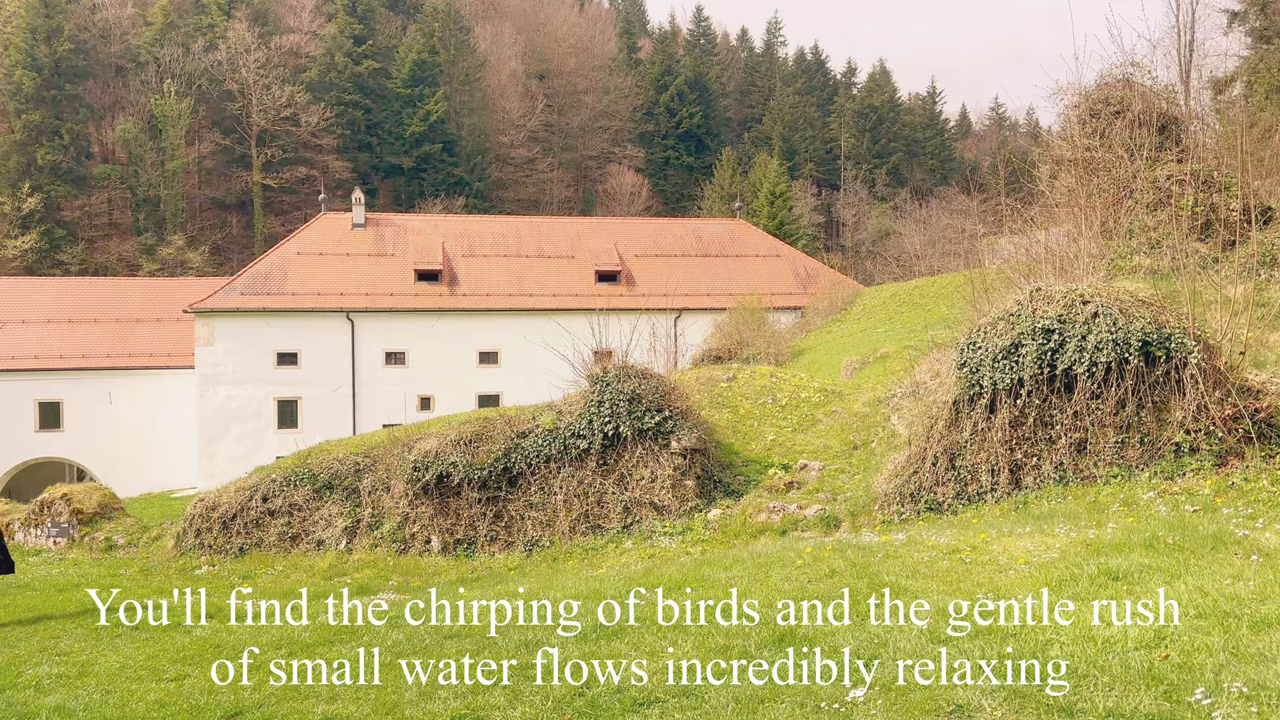 You'll find the chirping of birds and the gentle rush
of small water flows incredibly relaxing